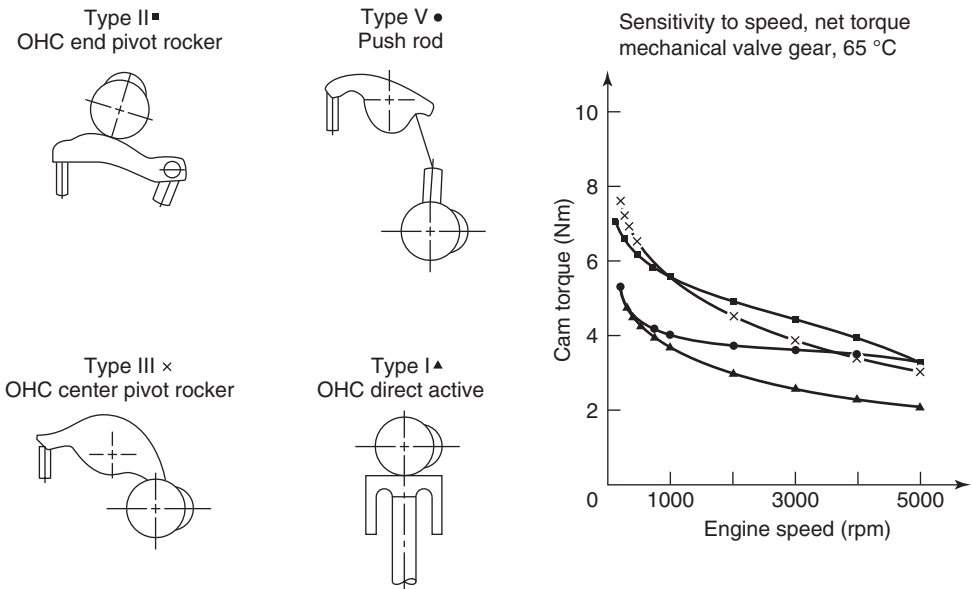 Type II ■
OHC end pivot rocker
Type V ●
Push rod
Type III ×
OHC center pivot rocker
Type I ▲
OHC direct active
Sensitivity to speed, net torque
mechanical valve gear, 65 °C
Cam torque (Nm)
10
8
6
4
2
0
1000
3000
5000
Engine speed (rpm)